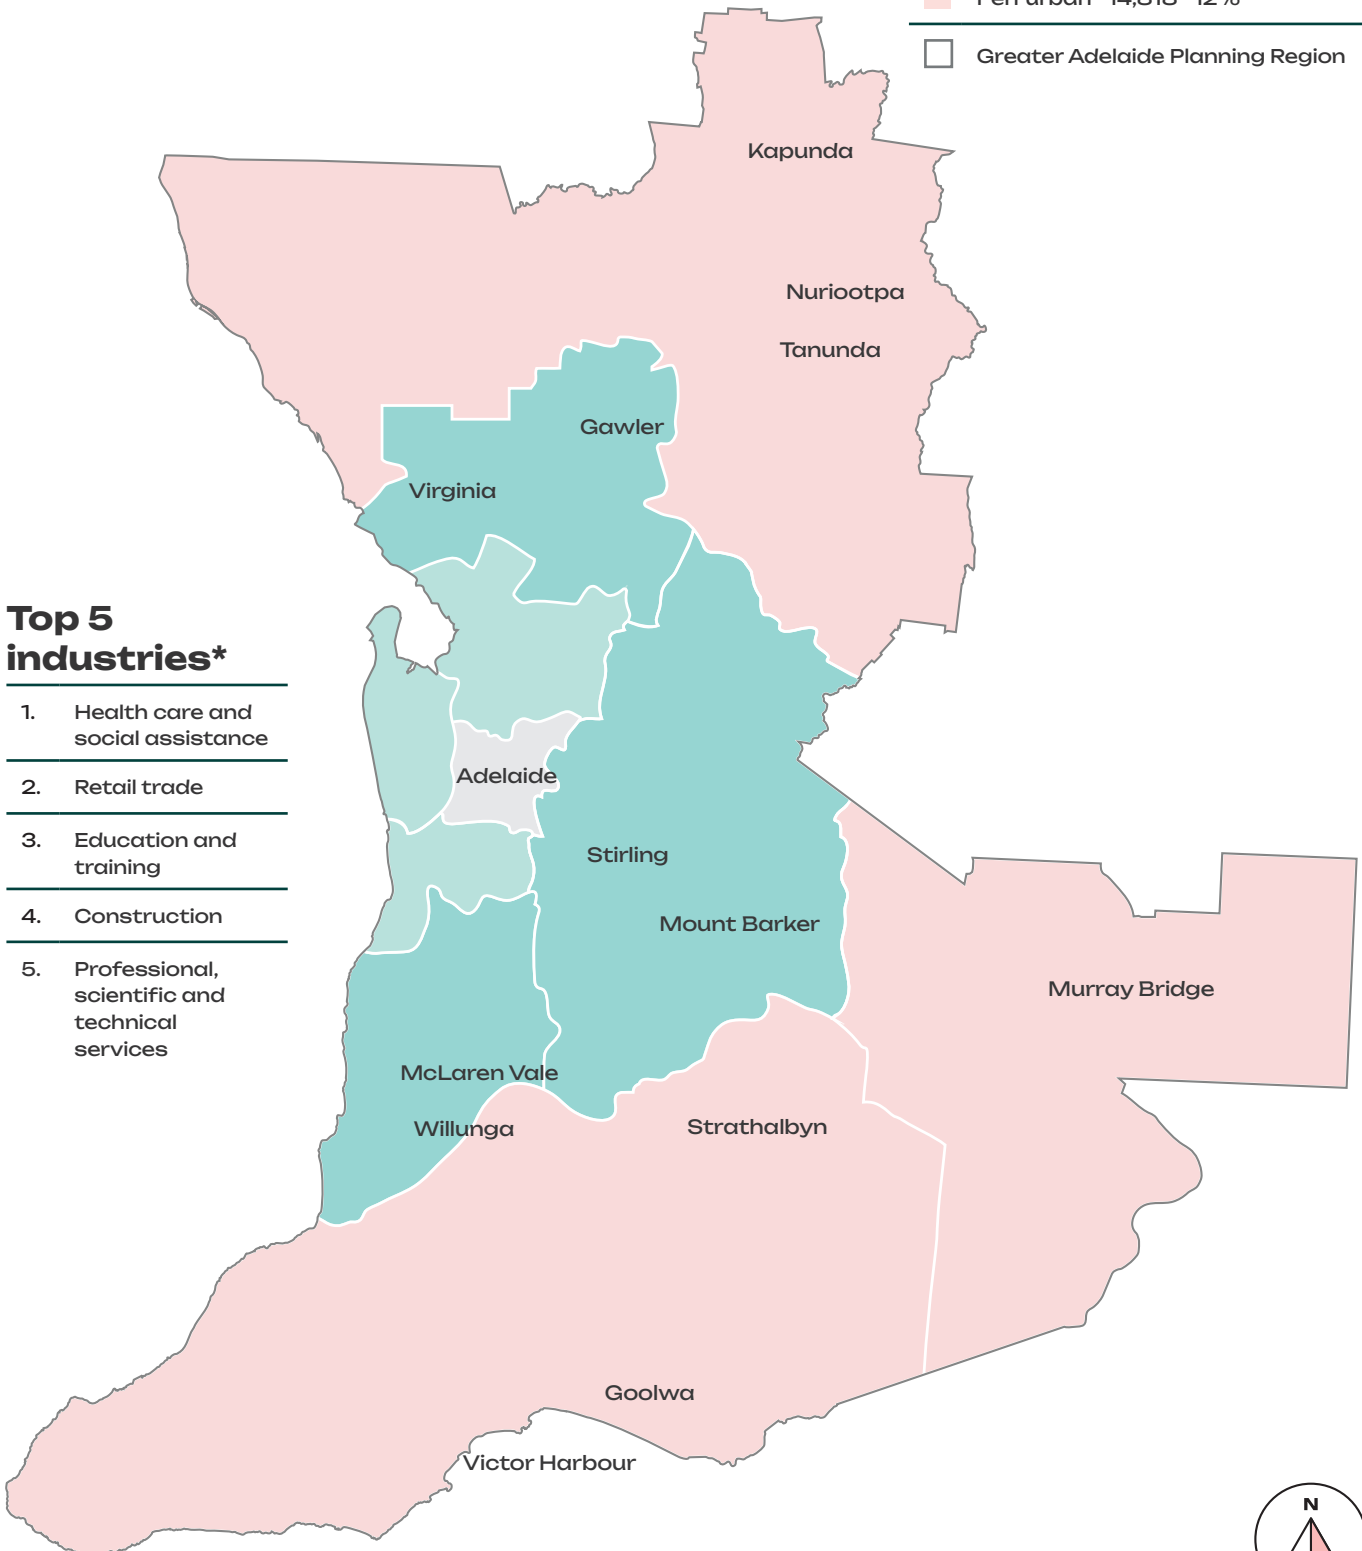 Greater Adelaide Planning Region
Kapunda
Nuriootpa
Tanunda
Gawler
Virginia
Top 5
industries*
1. Health care and
social assistance
2. Retail trade
3. Education and
training
4. Construction
5. Professional,
scientific and
technical
services
Adelaide
Stirling
Mount Barker
Murray Bridge
McLaren Vale
Willunga
Strathalbyn
Goolwa
Victor Harbour
N